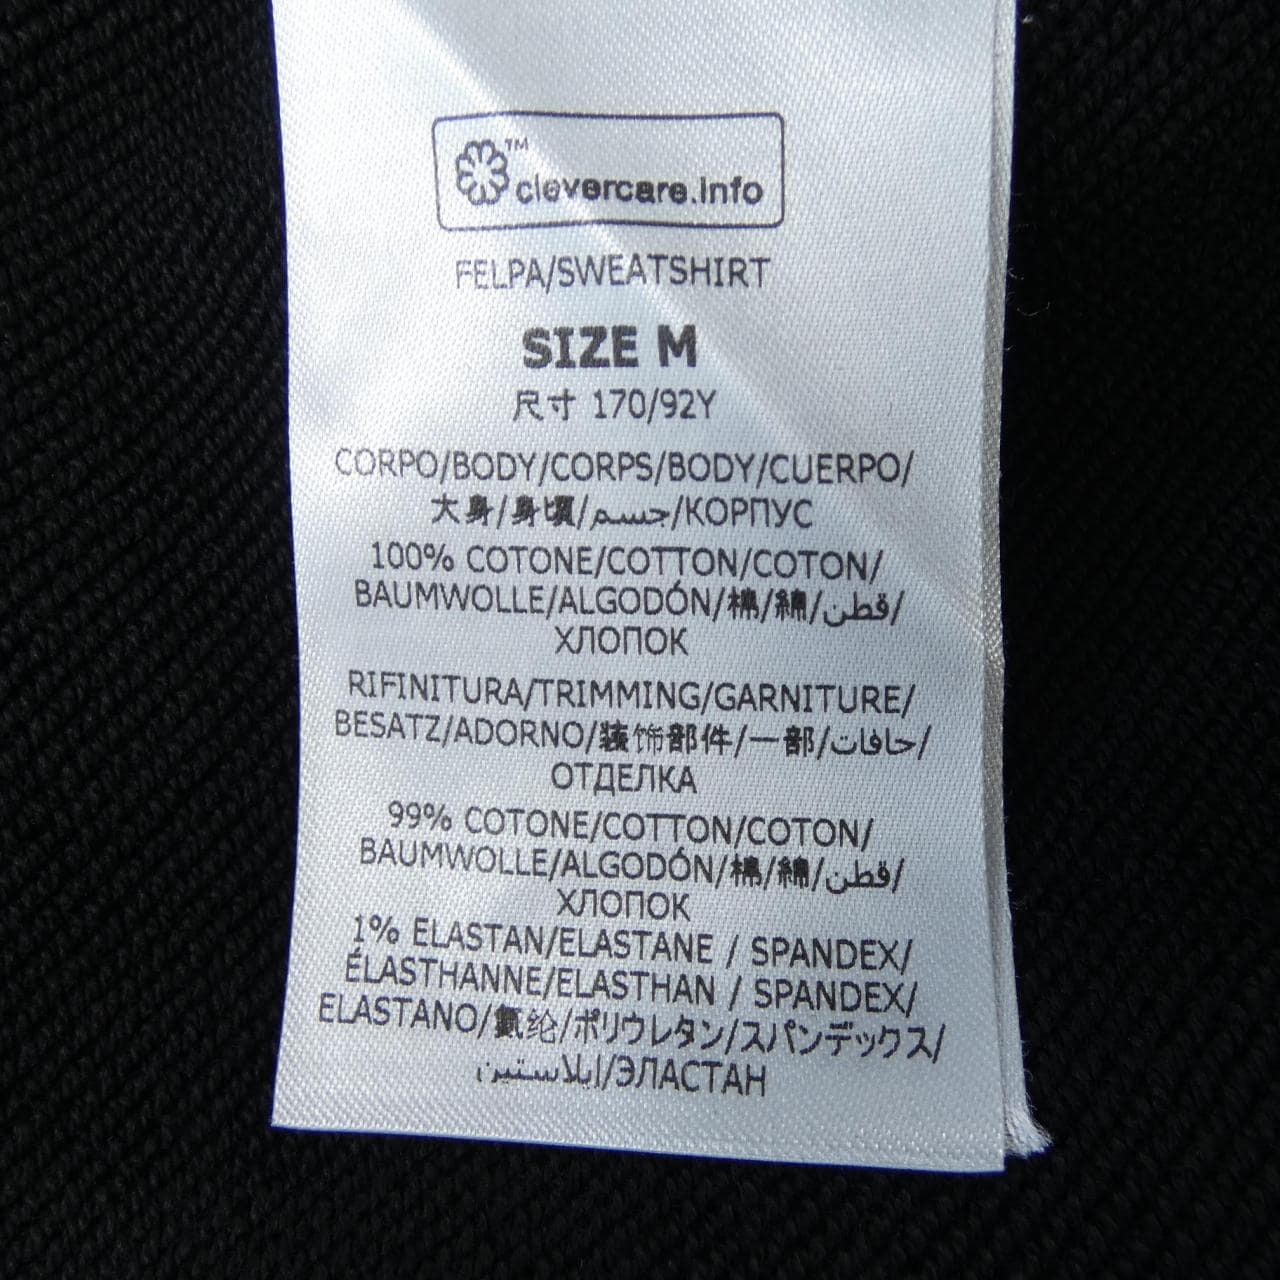 ™ clevercare.info
FELPA/SWEATSHIRT
SIZE M
尺寸 170/92Y
CORPO/BODY/CORPS/BODY/CUERPO/
大身/身頃/جسم/КОРПУС
100% COTONE/COTTON/COTON/
BAUMWOLLE/ALGODÓN/棉/綿/قطن/
ХЛОПОК
RIFINITURA/TRIMMING/GARNITURE/
BESATZ/ADORNO/装饰部件/一部/حافات/
ОТДЕЛКА
99% COTONE/COTTON/COTON/
BAUMWOLLE/ALGODÓN/棉/綿/قطن/
ХЛОПОК
1% ELASTAN/ELASTANE / SPANDEX/
ÉLASTHANNE/ELASTHAN / SPANDEX/
ELASTANO/氨纶/ポリウレタン/スパンデックス/
ايلاستين/ЭЛАСТАН